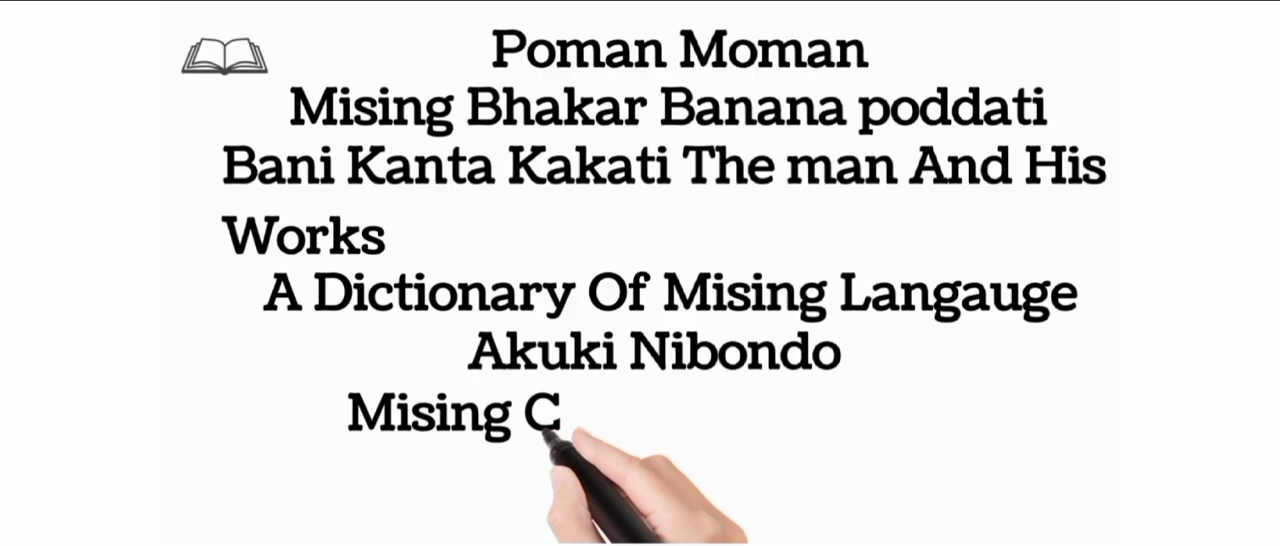 Poman Moman
Mising Bhakar Banana poddati
Bani Kanta Kakati The man And His
Works
A Dictionary Of Mising Langauge
Akuki Nibondo
Mising C